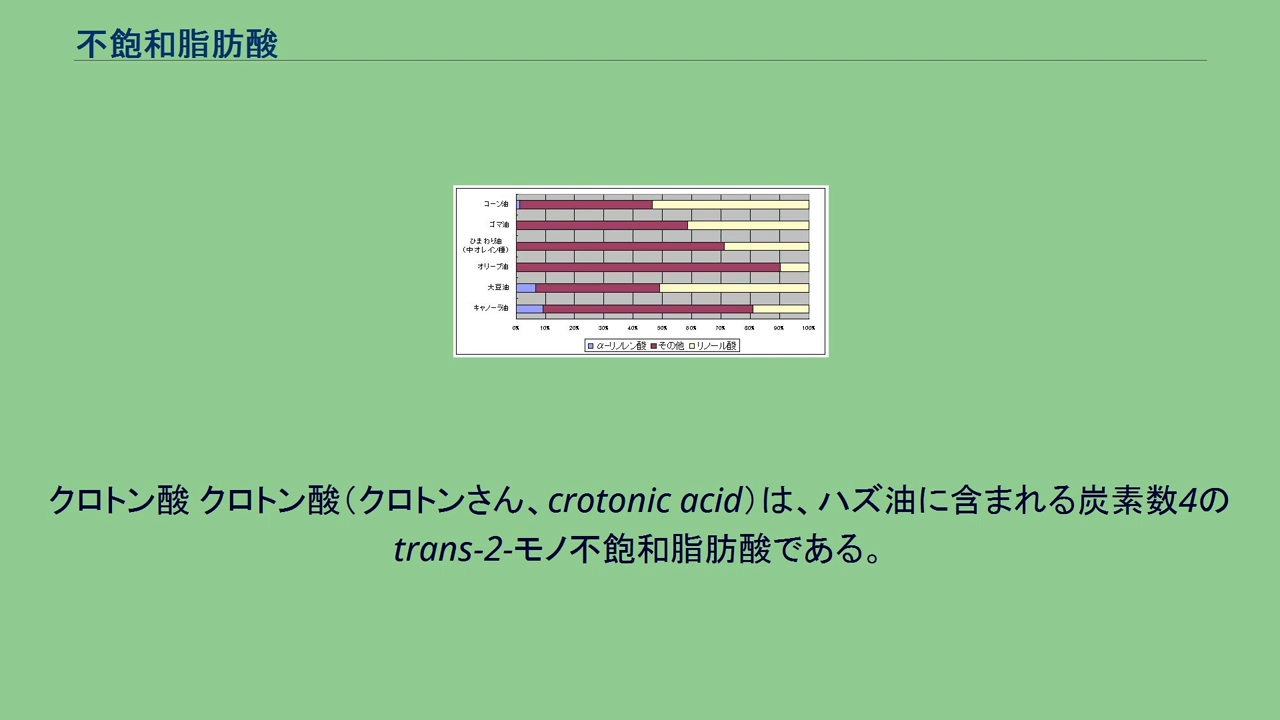 不飽和脂肪酸
コーン油
ゴマ油
ひまわり油
（中オレイン種）
オリーブ油
大豆油
キャノーラ油
0% 10% 20% 30% 40% 50% 60% 70% 80% 90% 100%
α-リノレン酸 その他 リノール酸
クロトン酸 クロトン酸（クロトンさん、crotonic acid）は、ハズ油に含まれる炭素数4の
trans-2-モノ不飽和脂肪酸である。